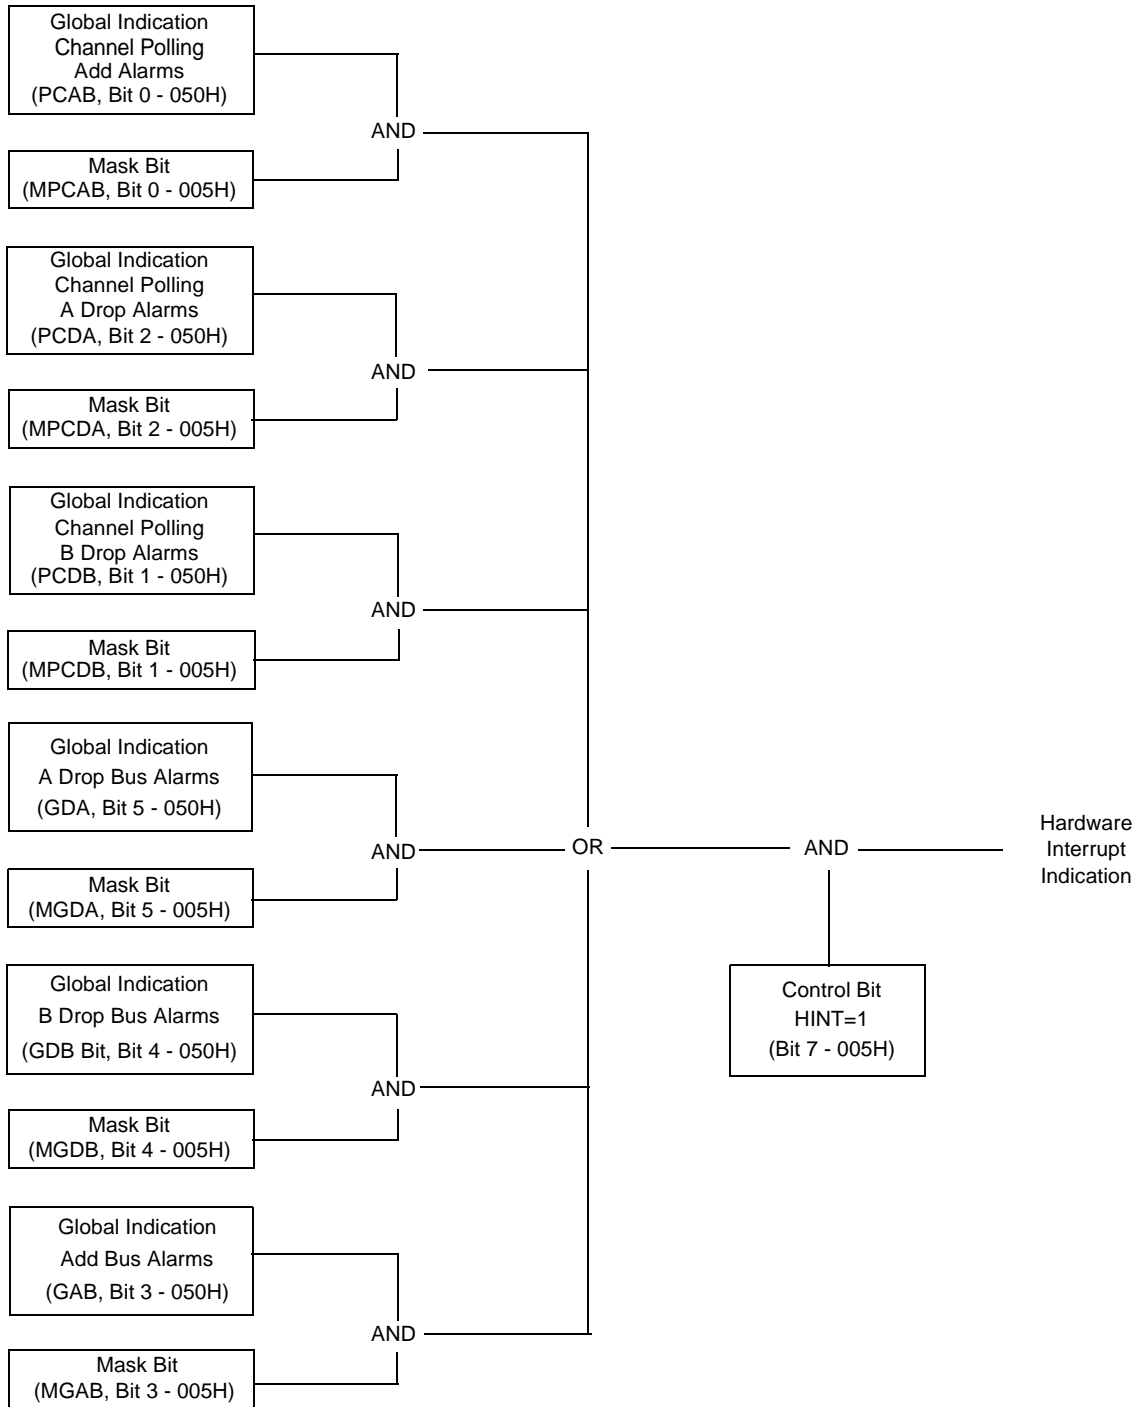 Global Indication
Channel Polling
Add Alarms
(PCAB, Bit 0 - 050H)
AND
Mask Bit
(MPCAB, Bit 0 - 005H)
Global Indication
Channel Polling
A Drop Alarms
(PCDA, Bit 2 - 050H)
AND
Mask Bit
(MPCDA, Bit 2 - 005H)
Global Indication
Channel Polling
B Drop Alarms
(PCDB, Bit 1 - 050H)
AND
Mask Bit
(MPCDB, Bit 1 - 005H)
Global Indication
A Drop Bus Alarms
(GDA, Bit 5 - 050H)
AND
Mask Bit
(MGDA, Bit 5 - 005H)
OR
AND
Hardware
Interrupt
Indication
Control Bit
HINT=1
(Bit 7 - 005H)
Global Indication
B Drop Bus Alarms
(GDB Bit, Bit 4 - 050H)
AND
Mask Bit
(MGDB, Bit 4 - 005H)
Global Indication
Add Bus Alarms
(GAB, Bit 3 - 050H)
AND
Mask Bit
(MGAB, Bit 3 - 005H)